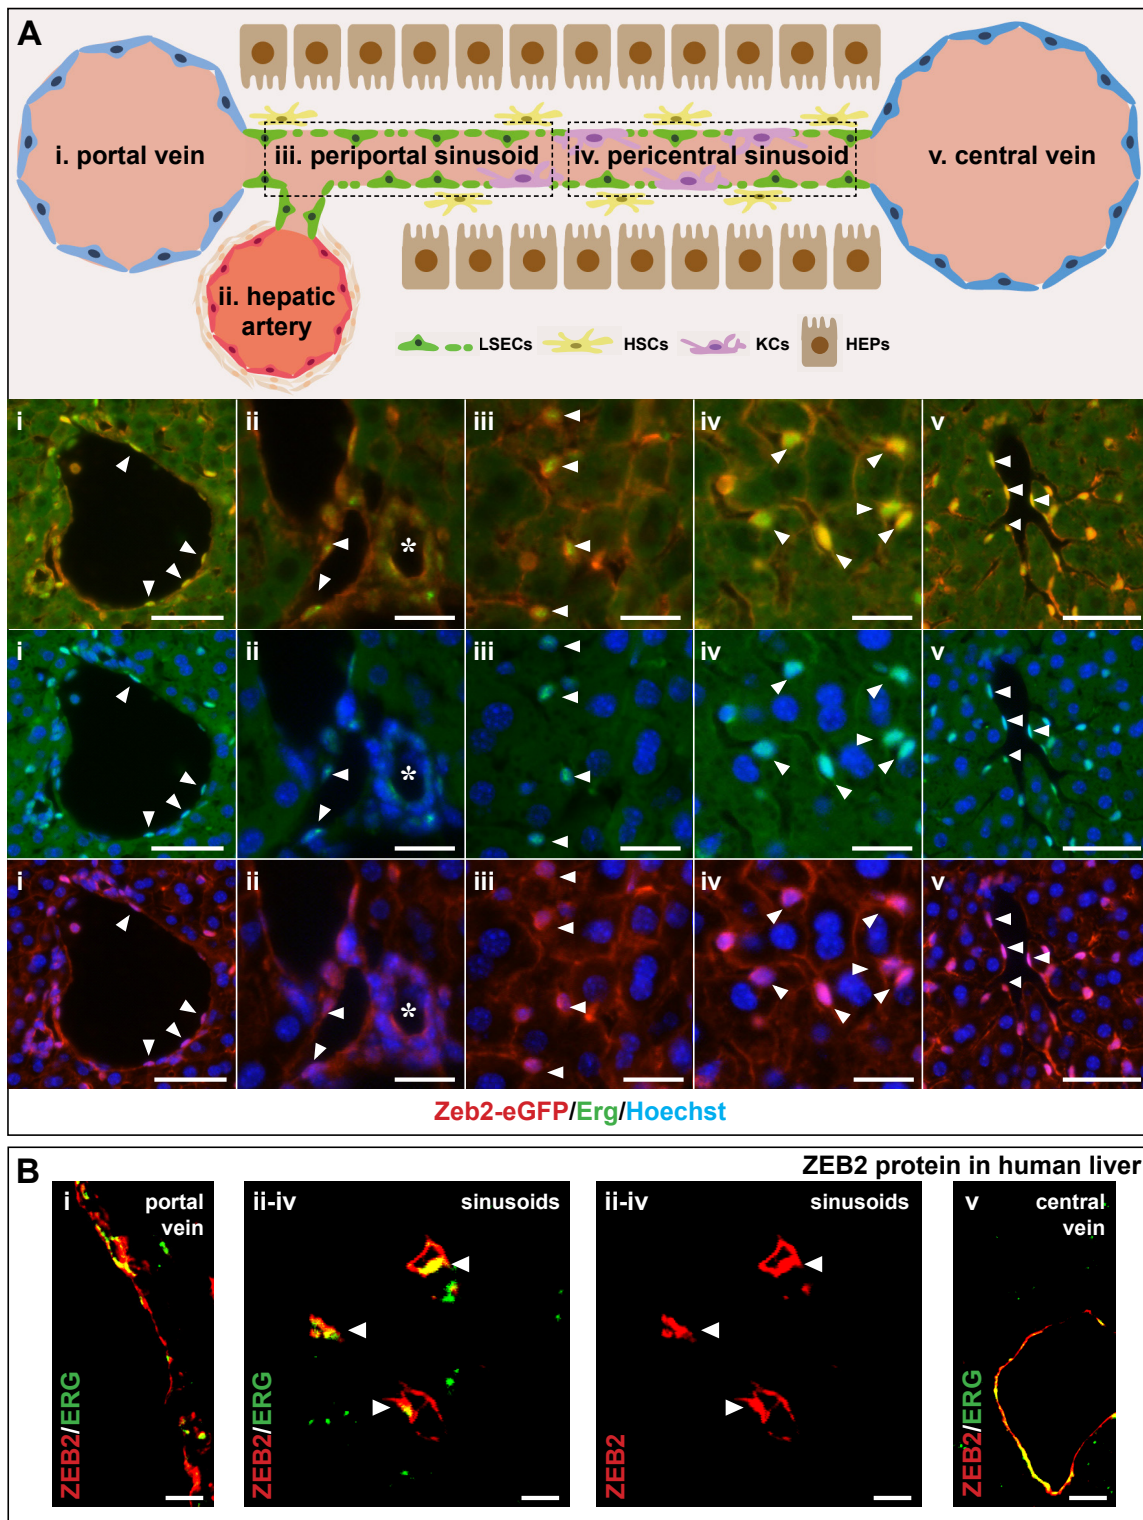 A
i. portal vein
iii. periportal sinusoid
iv. pericentral sinusoid
v. central vein
ii. hepatic
artery
LSECs
HSCs
KCs
HEPs
i
ii
iii
iv
v
*
i
ii
iii
iv
v
*
i
ii
iii
iv
v
*
Zeb2-eGFP/Erg/Hoechst
B
ZEB2 protein in human liver
i
portal
vein
ZEB2/ERG
ii-iv
sinusoids
ZEB2/ERG
ii-iv
sinusoids
ZEB2
v
central
vein
ZEB2/ERG